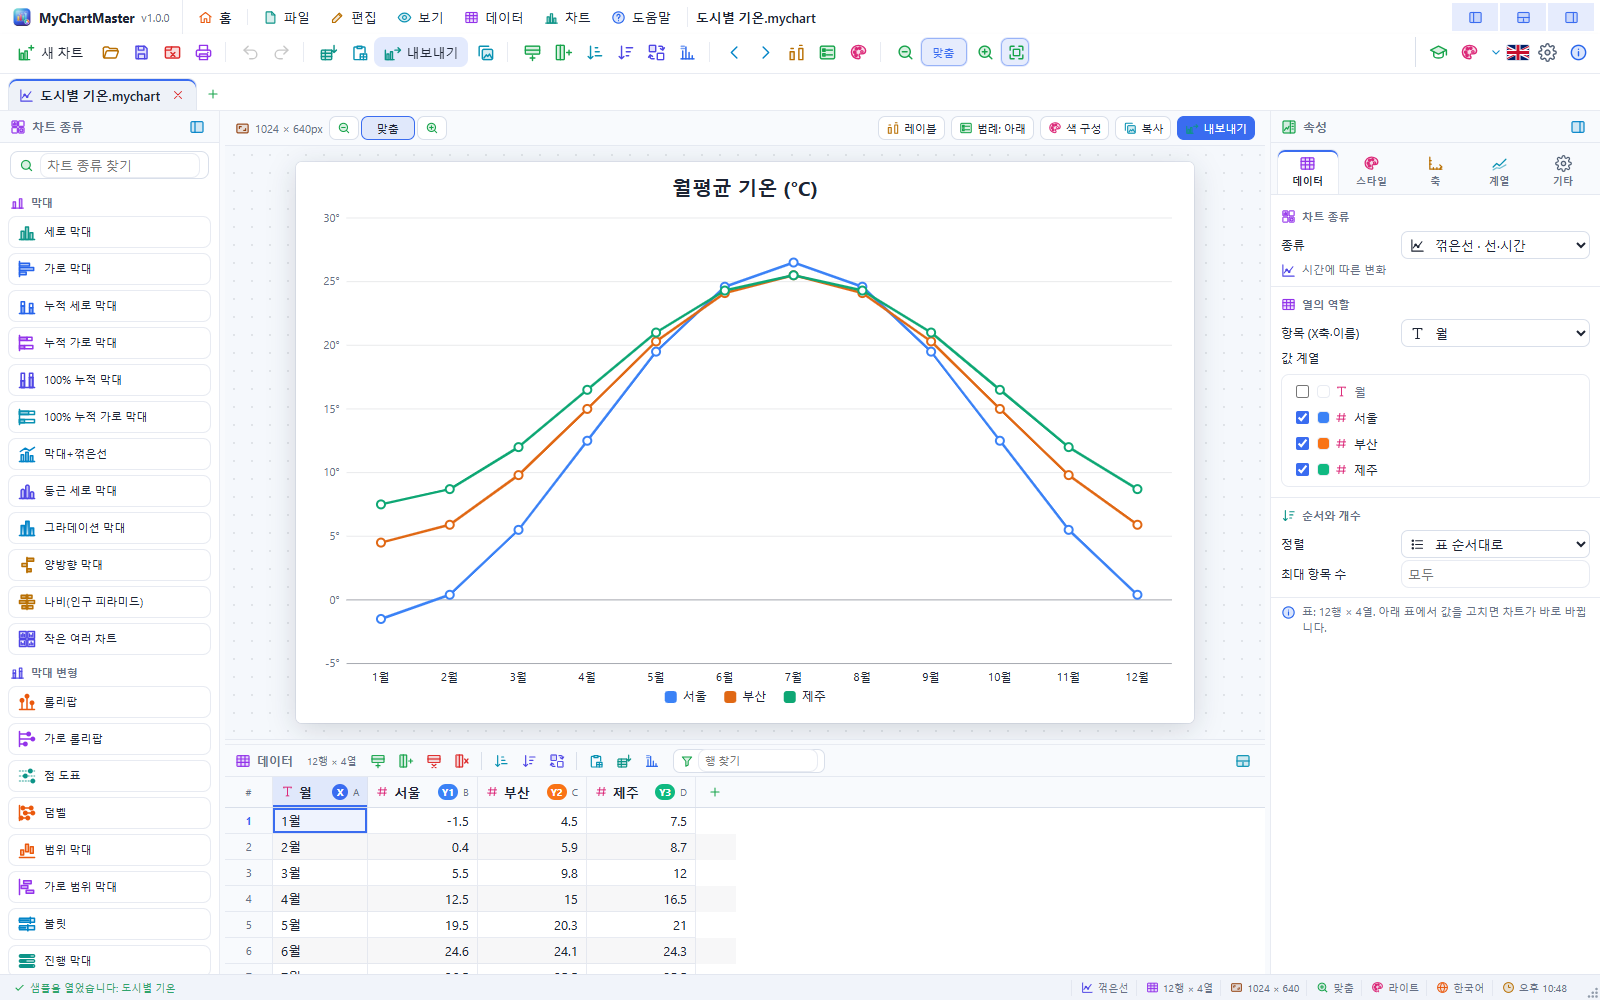 MyChartMaster v1.0.0 홈 파일 편집 보기 데이터 차트 도움말 도시별 기온.mychart
새 차트 내보내기 맞춤
도시별 기온.mychart
차트 종류
차트 종류 찾기
막대
세로 막대
가로 막대
누적 세로 막대
누적 가로 막대
100% 누적 막대
100% 누적 가로 막대
막대+꺾은선
둥근 세로 막대
그라데이션 막대
양방향 막대
나비(인구 피라미드)
작은 여러 차트
막대 변형
롤리팝
가로 롤리팝
점 도표
덤벨
범위 막대
가로 범위 막대
불릿
진행 막대
1024 × 640px 맞춤 레이블 범례: 아래 색 구성 복사 내보내기
월평균 기온 (°C)
30°
25°
20°
15°
10°
5°
0°
-5°
1월 2월 3월 4월 5월 6월 7월 8월 9월 10월 11월 12월
서울 부산 제주
데이터 12행 × 4열 행 찾기
# 월 X A # 서울 Y1 B # 부산 Y2 C # 제주 Y3 D +
1 1월 -1.5 4.5 7.5
2 2월 0.4 5.9 8.7
3 3월 5.5 9.8 12
4 4월 12.5 15 16.5
5 5월 19.5 20.3 21
6 6월 24.6 24.1 24.3
속성
데이터 스타일 축 계열 기타
차트 종류
종류 꺾은선 · 선·시간
시간에 따른 변화
열의 역할
항목 (X축·이름) 월
값 계열
월
# 서울
# 부산
# 제주
순서와 개수
정렬 표 순서대로
최대 항목 수 모두
표: 12행 × 4열. 아래 표에서 값을 고치면 차트가 바로 바뀝
니다.
샘플을 열었습니다: 도시별 기온 꺾은선 12행 × 4열 1024 × 640 맞춤 라이트 한국어 오후 10:48